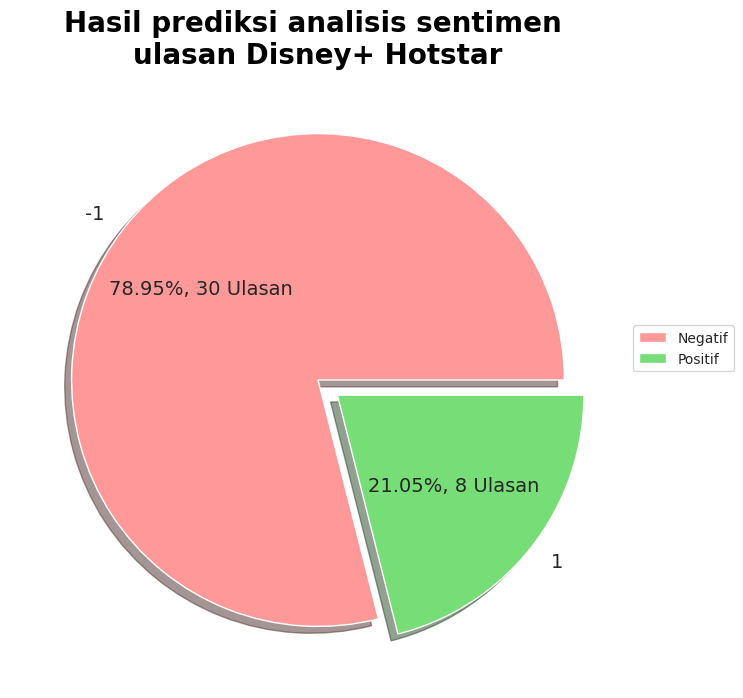 Hasil prediksi analisis sentimen
ulasan Disney+ Hotstar
-1
78.95%, 30 Ulasan
Negatif
Positif
21.05%, 8 Ulasan
1